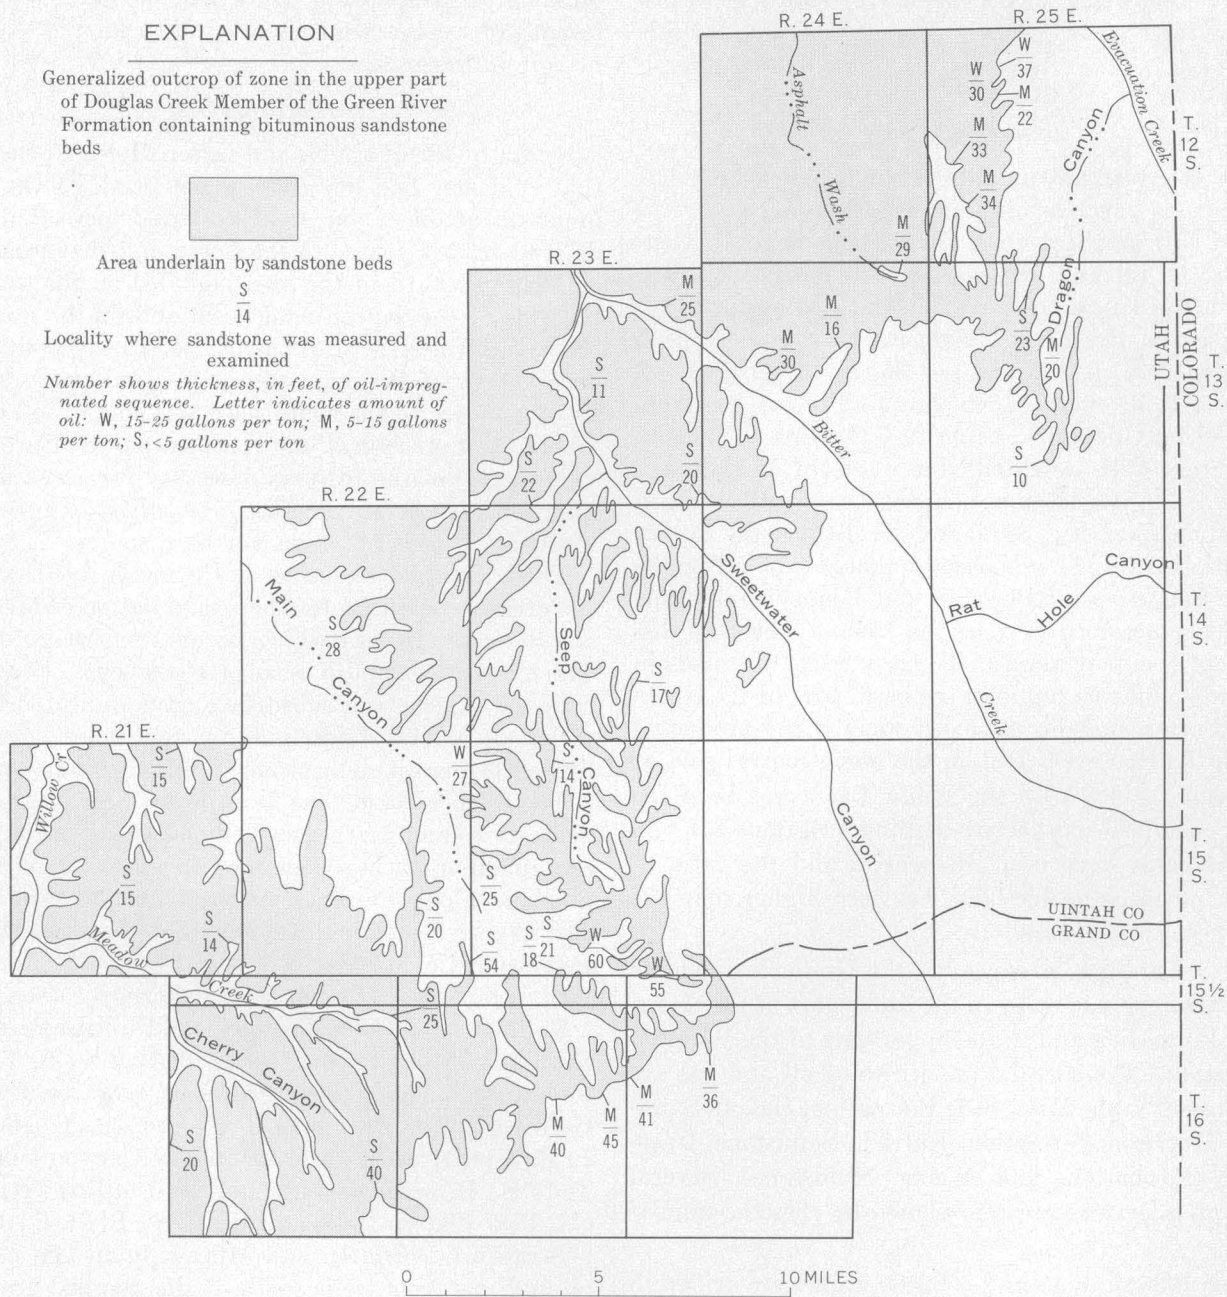 EXPLANATION
Generalized outcrop of zone in the upper part
of Douglas Creek Member of the Green River
Formation containing bituminous sandstone
beds
Area underlain by sandstone beds
S
14
Locality where sandstone was measured and
examined
Number shows thickness, in feet, of oil-impreg-
nated sequence. Letter indicates amount of
oil: W, 15-25 gallons per ton; M, 5-15 gallons
per ton; S, <5 gallons per ton
R. 24 E.
R. 25 E.
Asphalt
Wash
Evacuation Creek
Canyon
Dragon
W
37
W
30
M
22
M
33
M
34
M
29
T.
12
S.
R. 23 E.
M
25
M
16
M
30
S
23
M
20
S
11
S
10
S
22
S
20
Bitter
UTAH
COLORADO
T.
13
S.
R. 22 E.
Main
Canyon
S
28
Seep
Canyon
Sweetwater
Canyon
Rat
Hole
Canyon
Creek
S
17
T.
14
S.
R. 21 E.
Willow Cr
S
15
S
15
W
27
S
14
S
25
S
20
S
14
S
54
S
18
S
21
W
60
W
55
Meadow
Creek
UINTAH CO
GRAND CO
T.
15
S.
T.
15½
S.
S
25
Cherry
Canyon
S
20
S
40
M
40
M
45
M
41
M
36
T.
16
S.
0 5 10 MILES